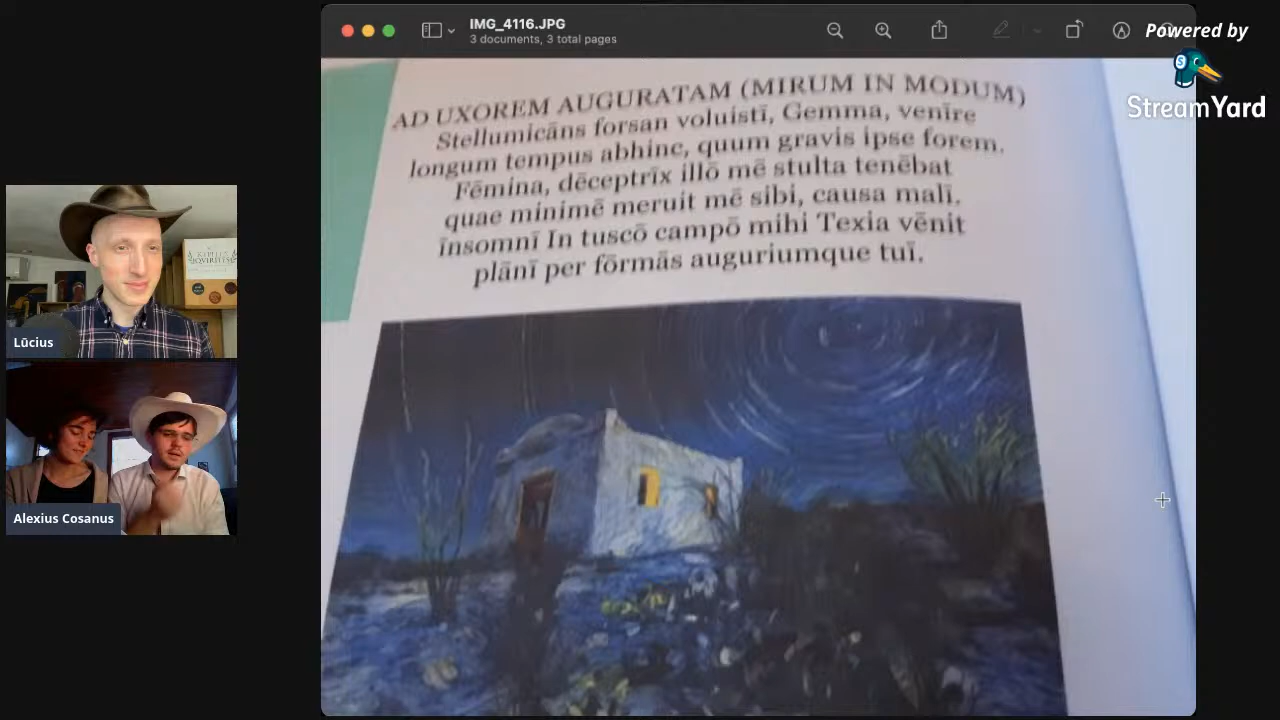 IMG_4116.JPG
3 documents, 3 total pages
Powered by
StreamYard
AD UXOREM AUGURATAM (MIRUM IN MODUM)
Stellumicāns forsan voluistī, Gemma, venīre
longum tempus abhinc, quum gravis ipse forem.
Fēmina, dēceptrīx illō mē stulta tenēbat
quae minimē meruit mē sibi, causa malī.
īnsomnī In tuscō campō mihi Texia vēnit
plānī per fōrmās auguriumque tuī.
Lūcius
Alexius Cosanus